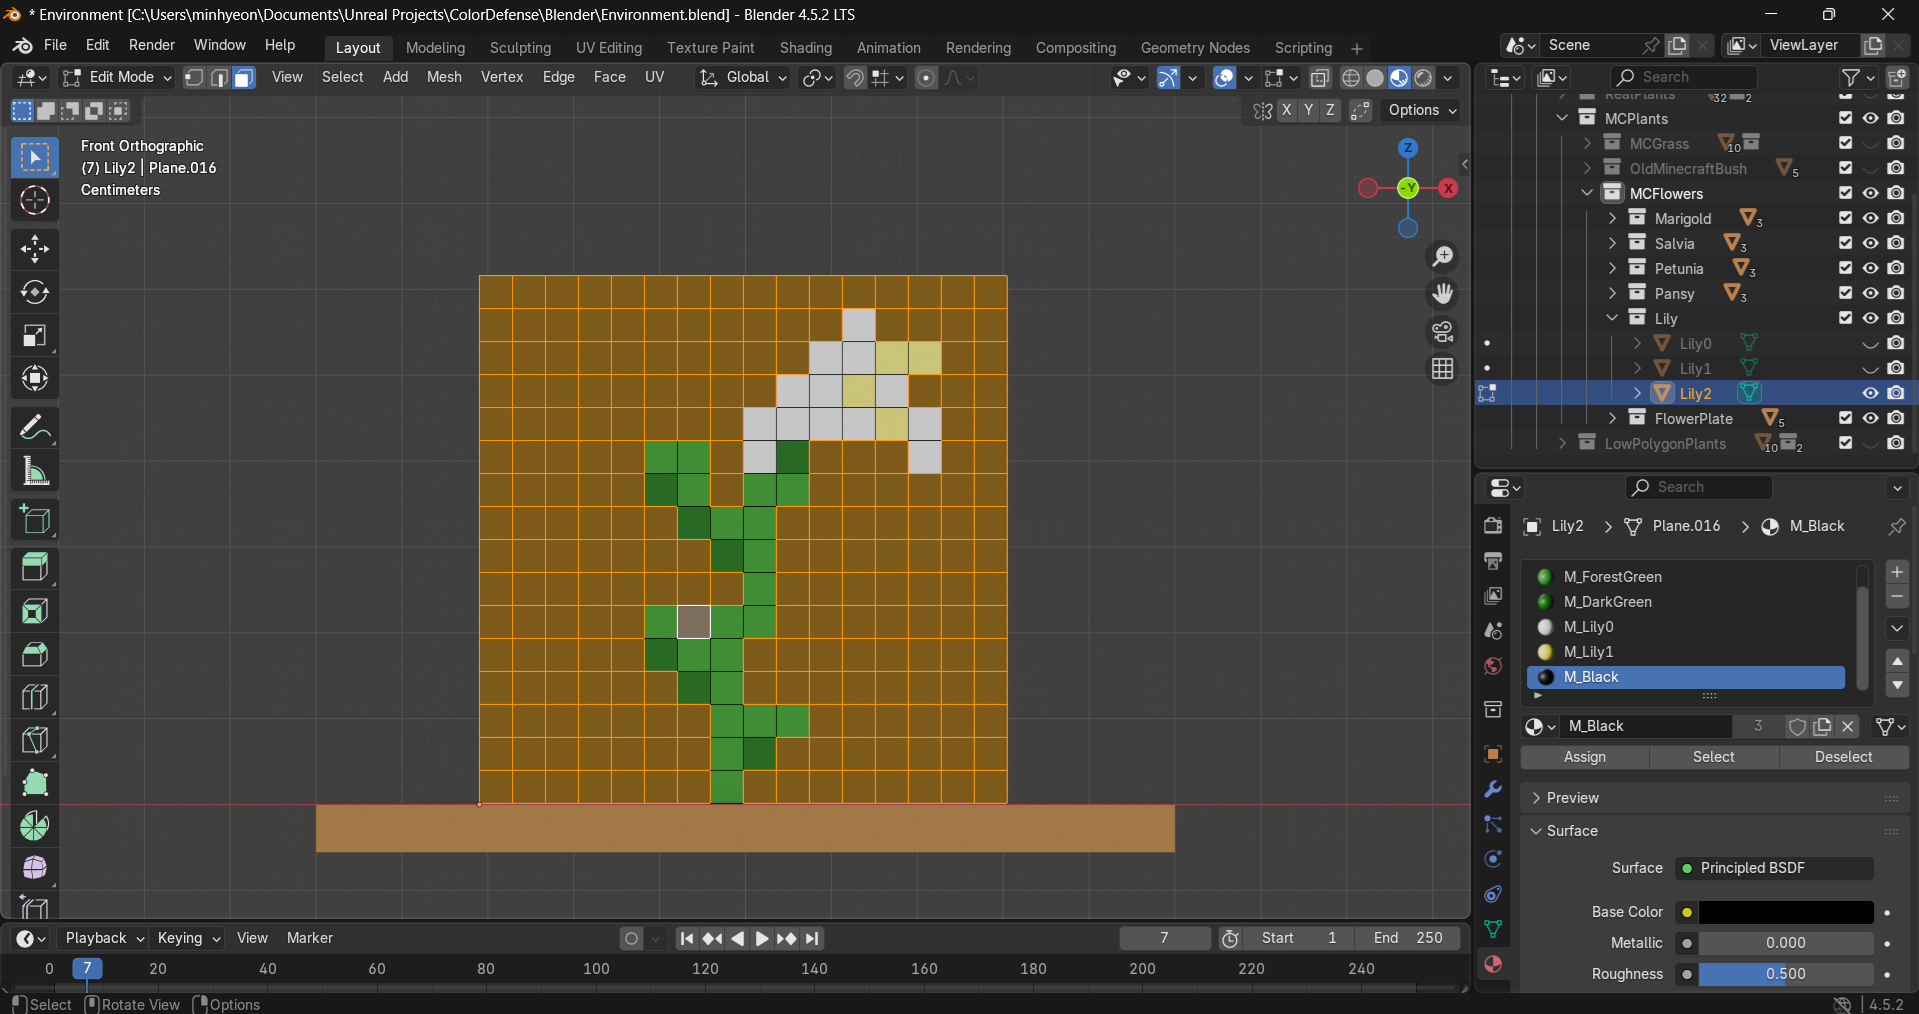 * Environment [C:\Users\minhyeon\Documents\Unreal Projects\ColorDefense\Blender\Environment.blend] - Blender 4.5.2 LTS
File Edit Render Window Help Layout Modeling Sculpting UV Editing Texture Paint Shading Animation Rendering Compositing Geometry Nodes Scripting + Scene ViewLayer
Edit Mode View Select Add Mesh Vertex Edge Face UV Global Search
X Y Z Options
Front Orthographic
(7) Lily2 | Plane.016
Centimeters
Z
-Y X
RealPlants 32 2
MCPlants
MCGrass 10
OldMinecraftBush 5
MCFlowers
Marigold 3
Salvia 3
Petunia 3
Pansy 3
Lily
Lily0
Lily1
Lily2
FlowerPlate 5
LowPolygonPlants 10 2
Search
Lily2 > Plane.016 > M_Black
M_ForestGreen
M_DarkGreen
M_Lily0
M_Lily1
M_Black
M_Black 3
Assign Select Deselect
Preview
Surface
Surface Principled BSDF
Base Color
Metallic 0.000
Roughness 0.500
Playback Keying View Marker 7 Start 1 End 250
0 7 20 40 60 80 100 120 140 160 180 200 220 240
Select Rotate View Options 4.5.2